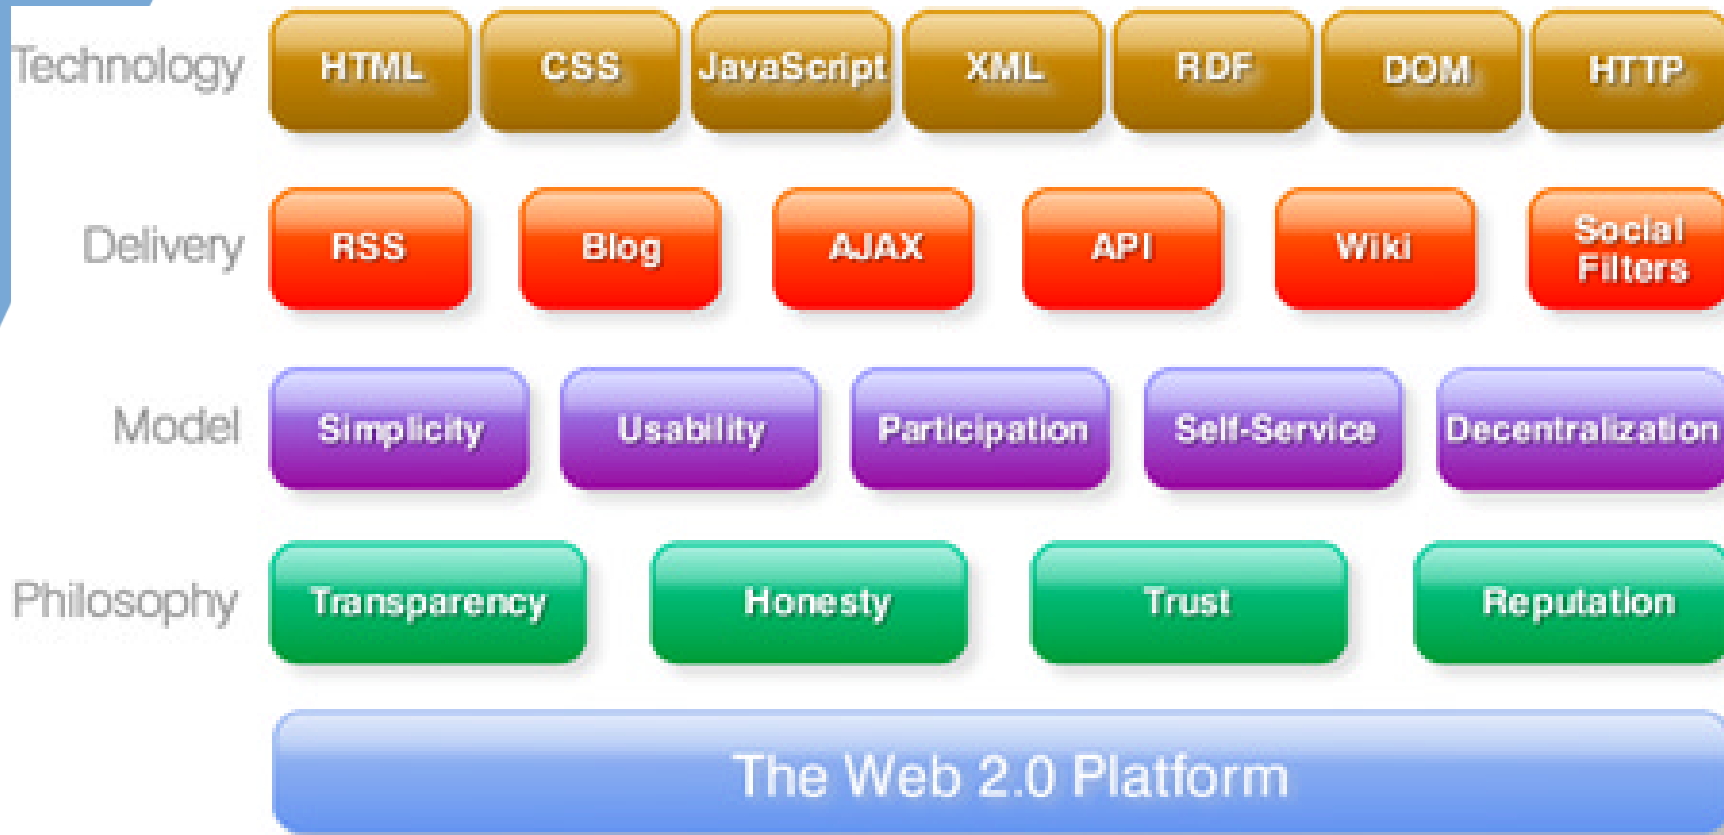 Technology HTML CSS JavaScript XML RDF DOM HTTP
Delivery RSS Blog AJAX API Wiki Social Filters
Model Simplicity Usability Participation Self-Service Decentralization
Philosophy Transparency Honesty Trust Reputation
The Web 2.0 Platform